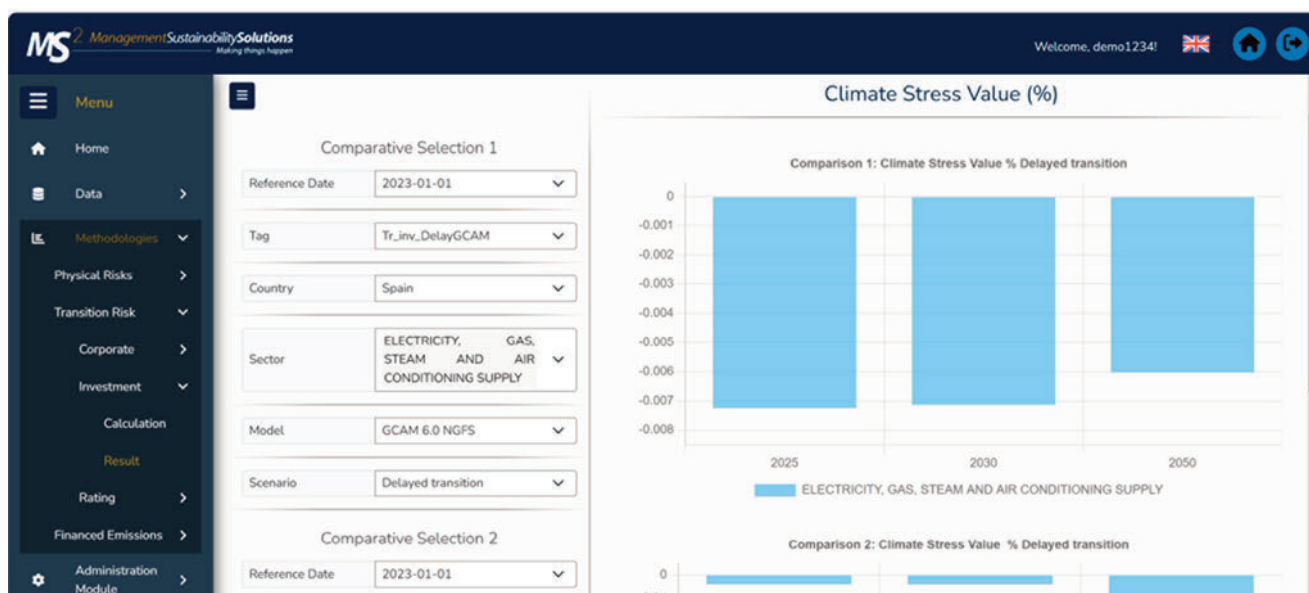 MS2 ManagementSustainabilitySolutions
Making things happen
Welcome, demo1234!
Menu
Home
Data
Methodologies
Physical Risks
Transition Risk
Corporate
Investment
Calculation
Result
Rating
Financed Emissions
Administration
Module
Comparative Selection 1
Reference Date 2023-01-01
Tag Tr_inv_DelayGCAM
Country Spain
Sector
ELECTRICITY, GAS,
STEAM AND AIR
CONDITIONING SUPPLY
Model GCAM 6.0 NGFS
Scenario Delayed transition
Comparative Selection 2
Reference Date 2023-01-01
Climate Stress Value (%)
Comparison 1: Climate Stress Value % Delayed transition
0
-0.001
-0.002
-0.003
-0.004
-0.005
-0.006
-0.007
-0.008
2025 2030 2050
ELECTRICITY, GAS, STEAM AND AIR CONDITIONING SUPPLY
Comparison 2: Climate Stress Value % Delayed transition
0